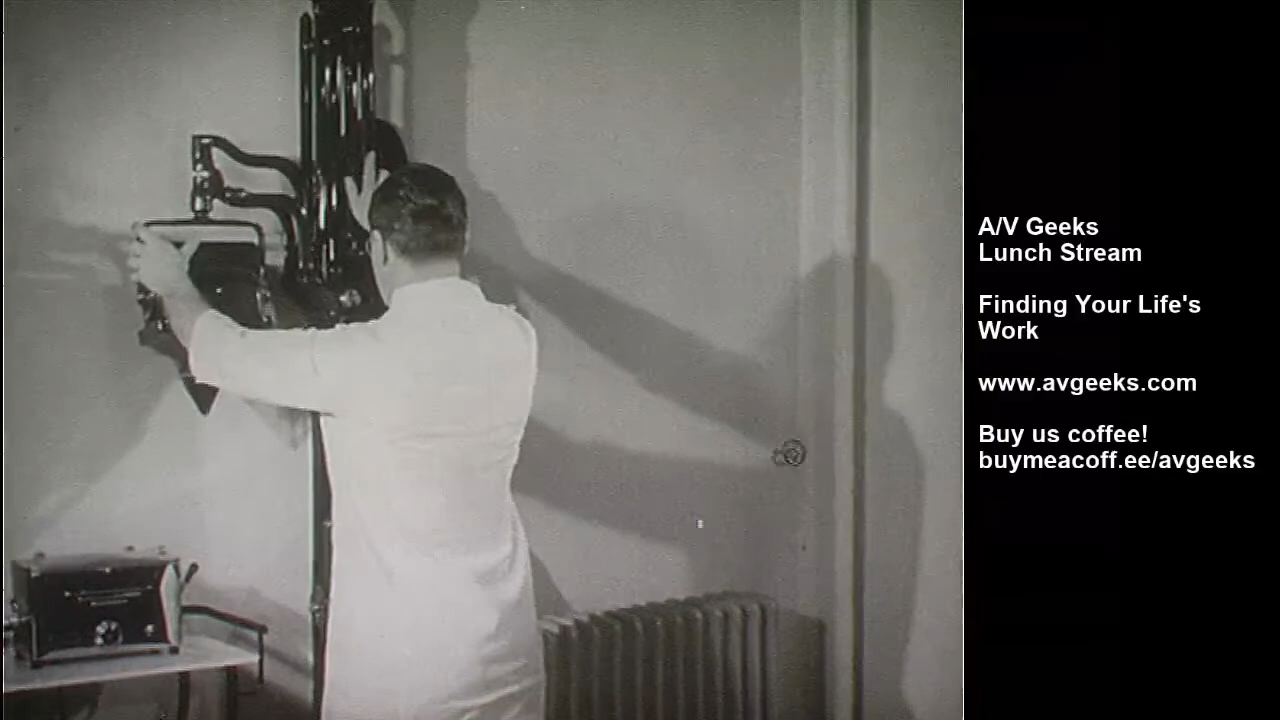 A/V Geeks
Lunch Stream
Finding Your Life's
Work
www.avgeeks.com
Buy us coffee!
buymeacoff.ee/avgeeks